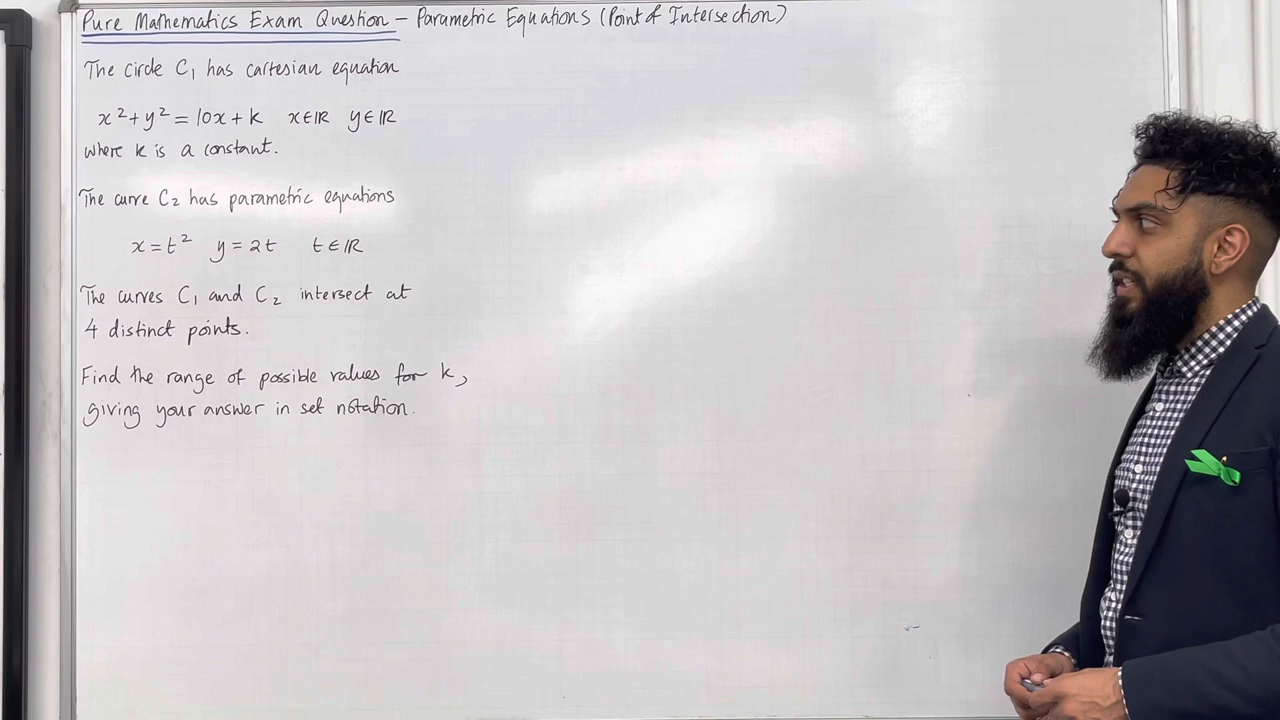 Pure Mathematics Exam Question – Parametric Equations (Point of Intersection)
The circle C₁ has cartesian equation
x² + y² = 10x + k x∈ℝ y∈ℝ
where k is a constant.
The curve C₂ has parametric equations
x = t² y = 2t t∈ℝ
The curves C₁ and C₂ intersect at
4 distinct points.
Find the range of possible values for k,
giving your answer in set notation.